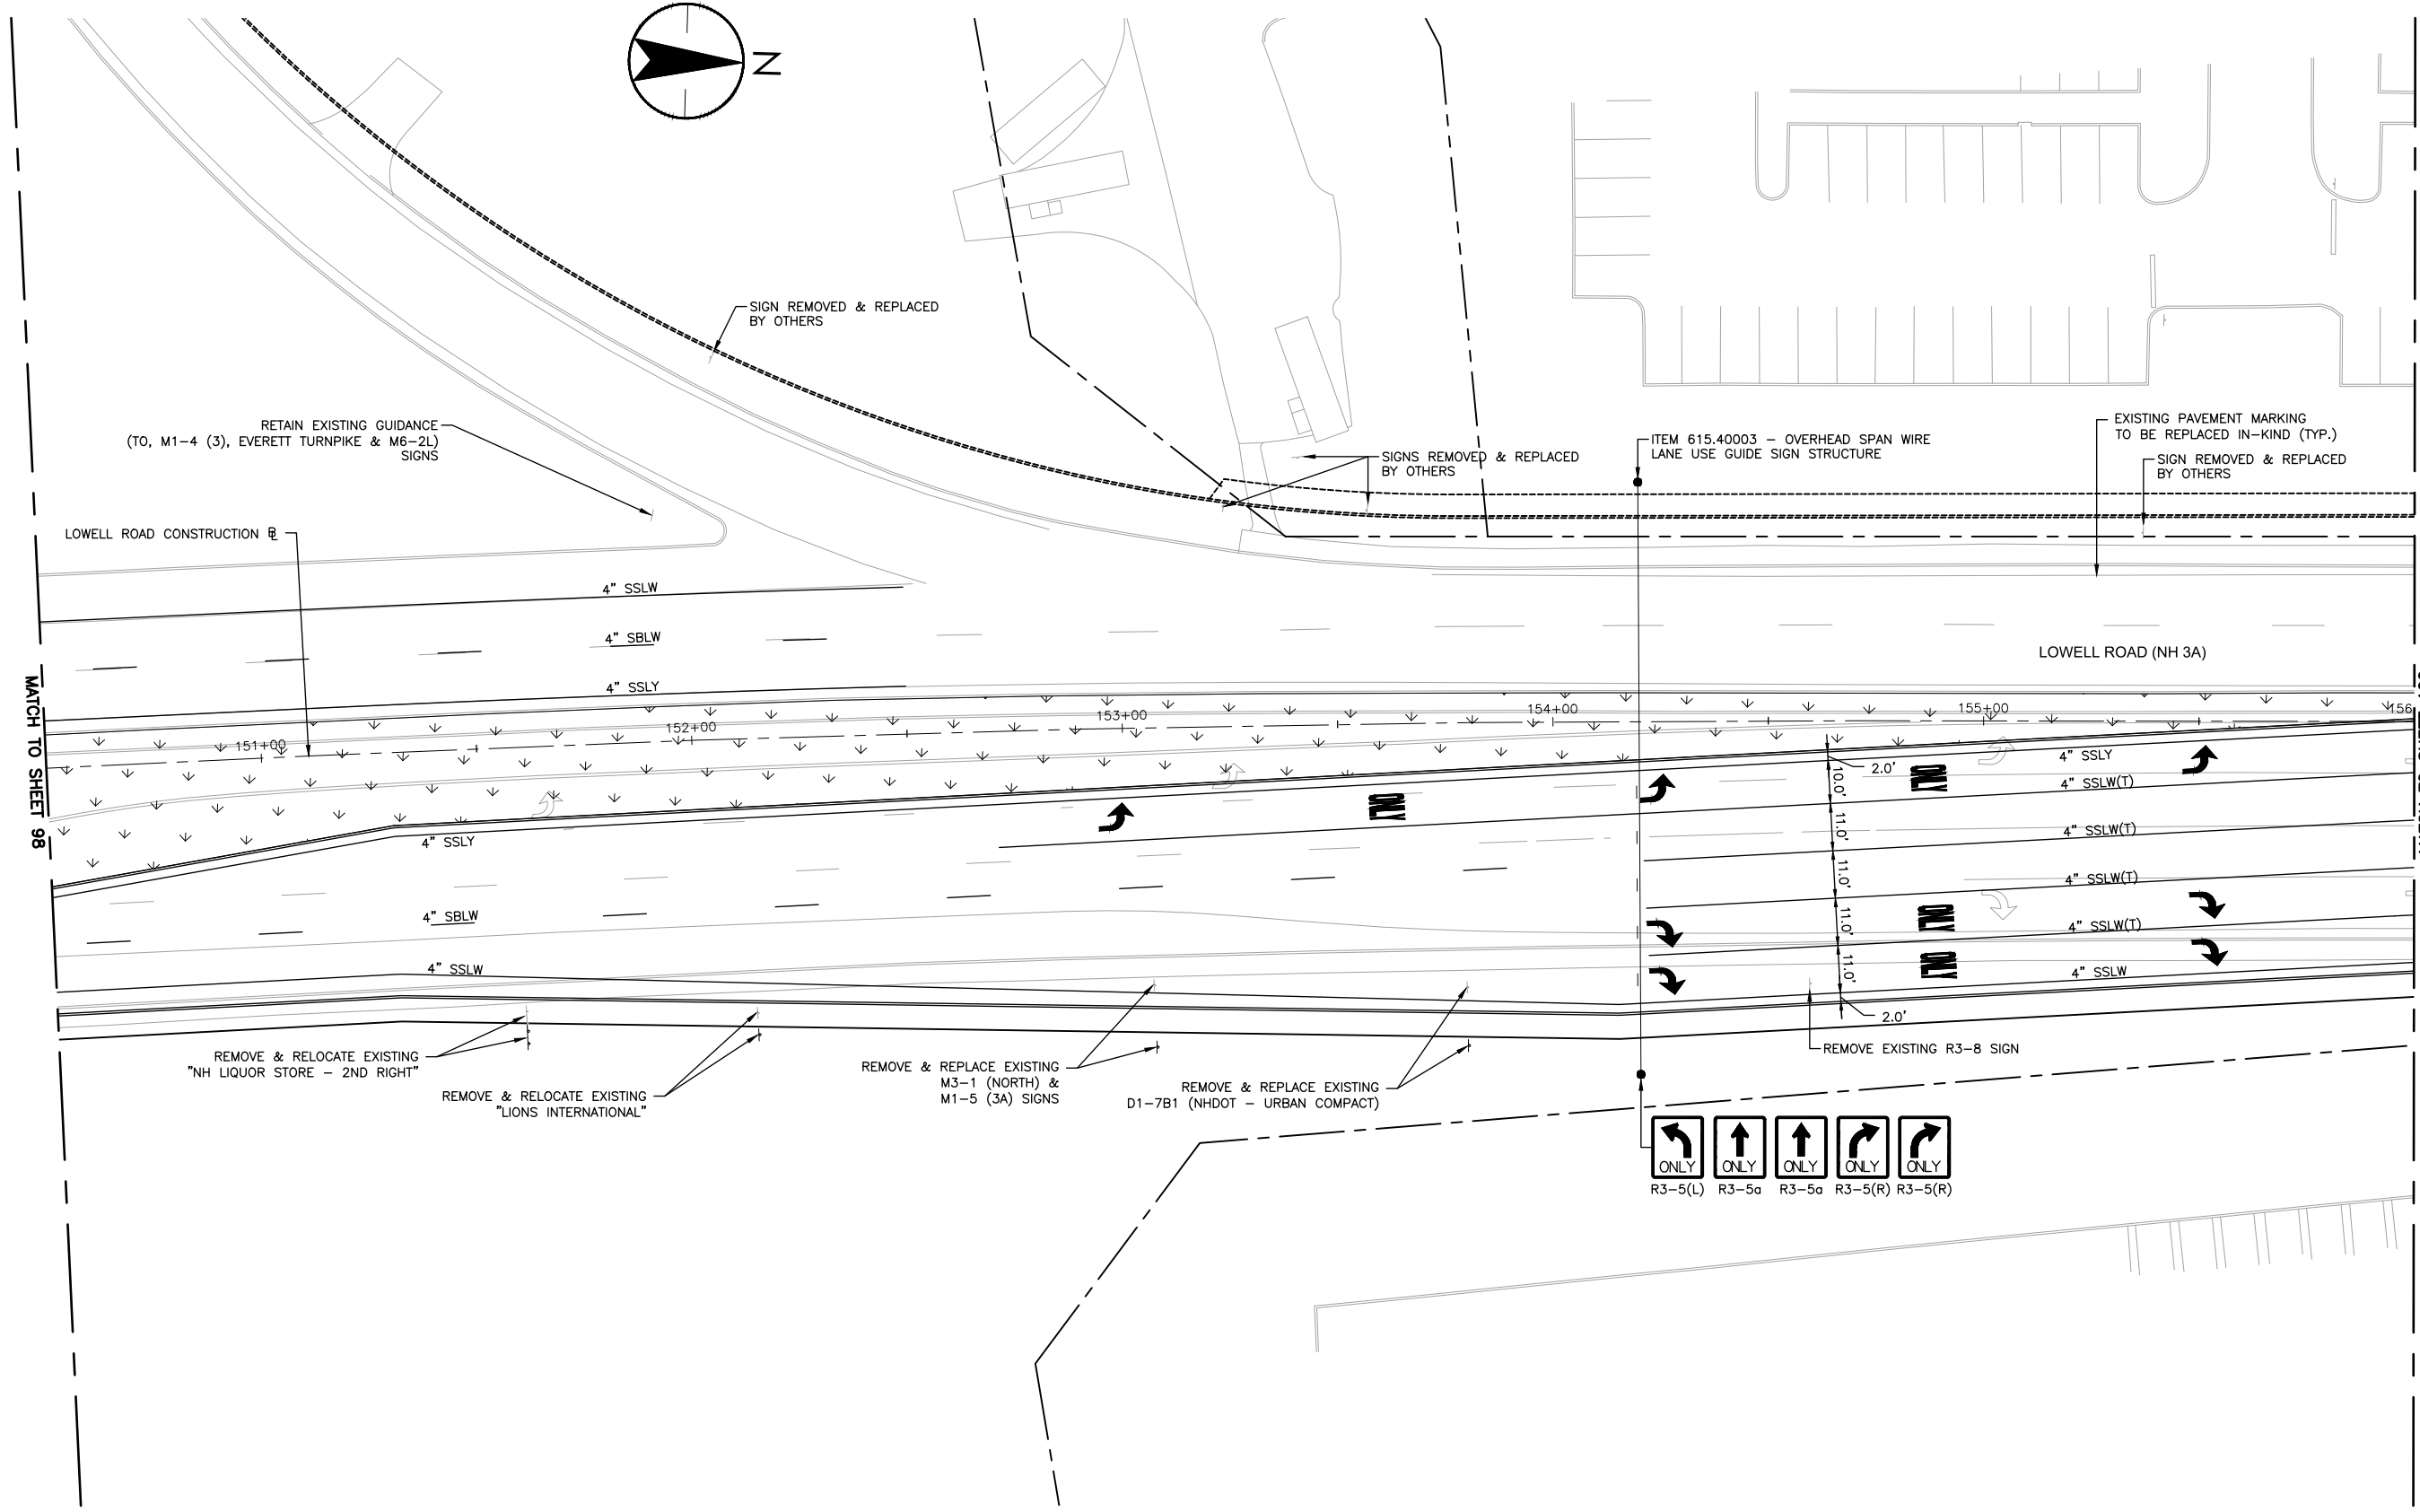 N
SIGN REMOVED & REPLACED
BY OTHERS
RETAIN EXISTING GUIDANCE
(TO, M1-4 (3), EVERETT TURNPIKE & M6-2L)
SIGNS
LOWELL ROAD CONSTRUCTION ℄
SIGNS REMOVED & REPLACED
BY OTHERS
ITEM 615.40003 - OVERHEAD SPAN WIRE
LANE USE GUIDE SIGN STRUCTURE
EXISTING PAVEMENT MARKING
TO BE REPLACED IN-KIND (TYP.)
SIGN REMOVED & REPLACED
BY OTHERS
4" SSLW
4" SBLW
4" SSLY
LOWELL ROAD (NH 3A)
MATCH TO SHEET 98
151+00
152+00
153+00
154+00
155+00
156
4" SSLY
4" SBLW
4" SSLW
ONLY
ONLY
ONLY
ONLY
2.0'
10.0'
11.0'
11.0'
11.0'
11.0'
2.0'
4" SSLY
4" SSLW(T)
4" SSLW(T)
4" SSLW(T)
4" SSLW(T)
4" SSLW
REMOVE & RELOCATE EXISTING
"NH LIQUOR STORE - 2ND RIGHT"
REMOVE & RELOCATE EXISTING
"LIONS INTERNATIONAL"
REMOVE & REPLACE EXISTING
M3-1 (NORTH) &
M1-5 (3A) SIGNS
REMOVE & REPLACE EXISTING
D1-7B1 (NHDOT - URBAN COMPACT)
REMOVE EXISTING R3-8 SIGN
ONLY ONLY ONLY ONLY ONLY
R3-5(L) R3-5a R3-5a R3-5(R) R3-5(R)